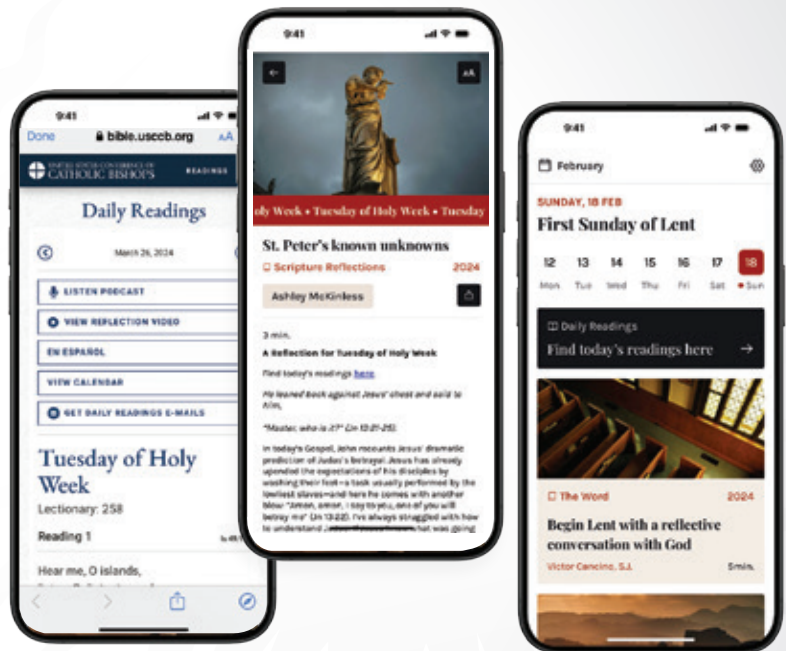 9:41
Done
bible.usccb.org
AA
UNITED STATES CONFERENCE OF
CATHOLIC BISHOPS
READINGS
Daily Readings
March 26, 2024
LISTEN PODCAST
VIEW REFLECTION VIDEO
EN ESPAÑOL
VIEW CALENDAR
GET DAILY READINGS E-MAILS
Tuesday of Holy
Week
Lectionary: 258
Reading 1
Hear me, O islands,
9:41
AA
oly Week • Tuesday of Holy Week • Tuesday
St. Peter's known unknowns
Scripture Reflections 2024
Ashley McKinless
3 min.
A Reflection for Tuesday of Holy Week
Find today's readings here.
He leaned back against Jesus' chest and said to
him,
"Master, who is it?" (Jn 13:21-25).
In today's Gospel, John recounts Jesus' dramatic
prediction of Judas's betrayal. Jesus has already
upended the expectations of his disciples by
washing their feet—a task usually performed by the
lowliest slaves—and here he comes with another
blow: "Amen, amen, I say to you, one of you will
betray me" (Jn 13:22). I've always struggled with how
to understand what was going
9:41
February
SUNDAY, 18 FEB
First Sunday of Lent
12 13 14 15 16 17 18
Mon Tue Wed Thu Fri Sat Sun
Daily Readings
Find today's readings here
The Word 2024
Begin Lent with a reflective
conversation with God
Victor Cancino, S.J. 5min.